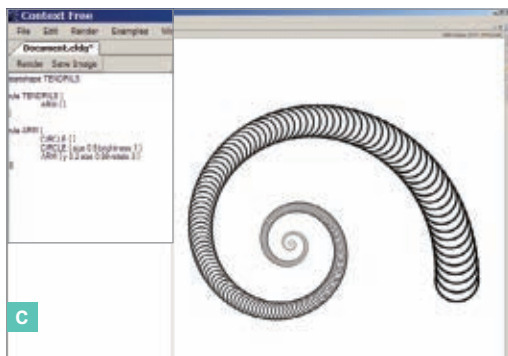 Context Free
File Edit Render Examples
Document.cfdg*
Render Save Image
startshape TENDRILS
rule TENDRILS {
ARM {}
}
rule ARM {
CIRCLE {}
CIRCLE {size 0.9 brightness 1}
ARM {y 0.2 size 0.99 rotate 3}
}
C